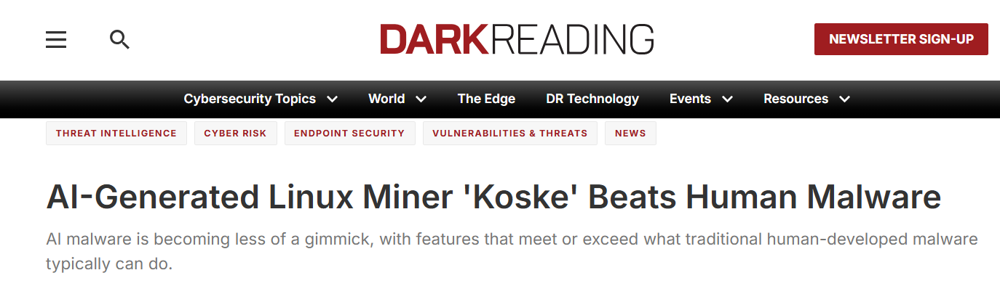 DARKREADING
NEWSLETTER SIGN-UP
Cybersecurity Topics World The Edge DR Technology Events Resources
THREAT INTELLIGENCE CYBER RISK ENDPOINT SECURITY VULNERABILITIES & THREATS NEWS
AI-Generated Linux Miner 'Koske' Beats Human Malware
AI malware is becoming less of a gimmick, with features that meet or exceed what traditional human-developed malware
typically can do.